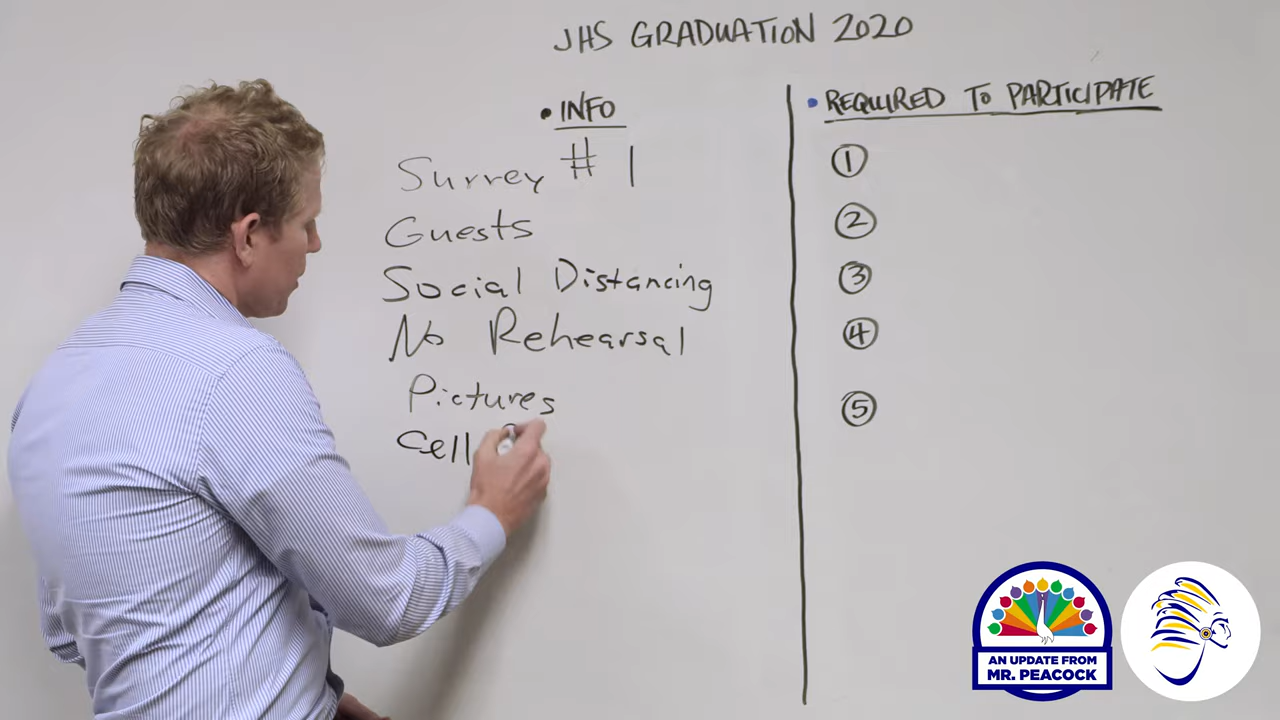 JHS GRADUATION 2020
• INFO
Survey # 1
Guests
Social Distancing
No Rehearsal
Pictures
Cell
• REQUIRED TO PARTICIPATE
1
2
3
4
5
AN UPDATE FROM
MR. PEACOCK